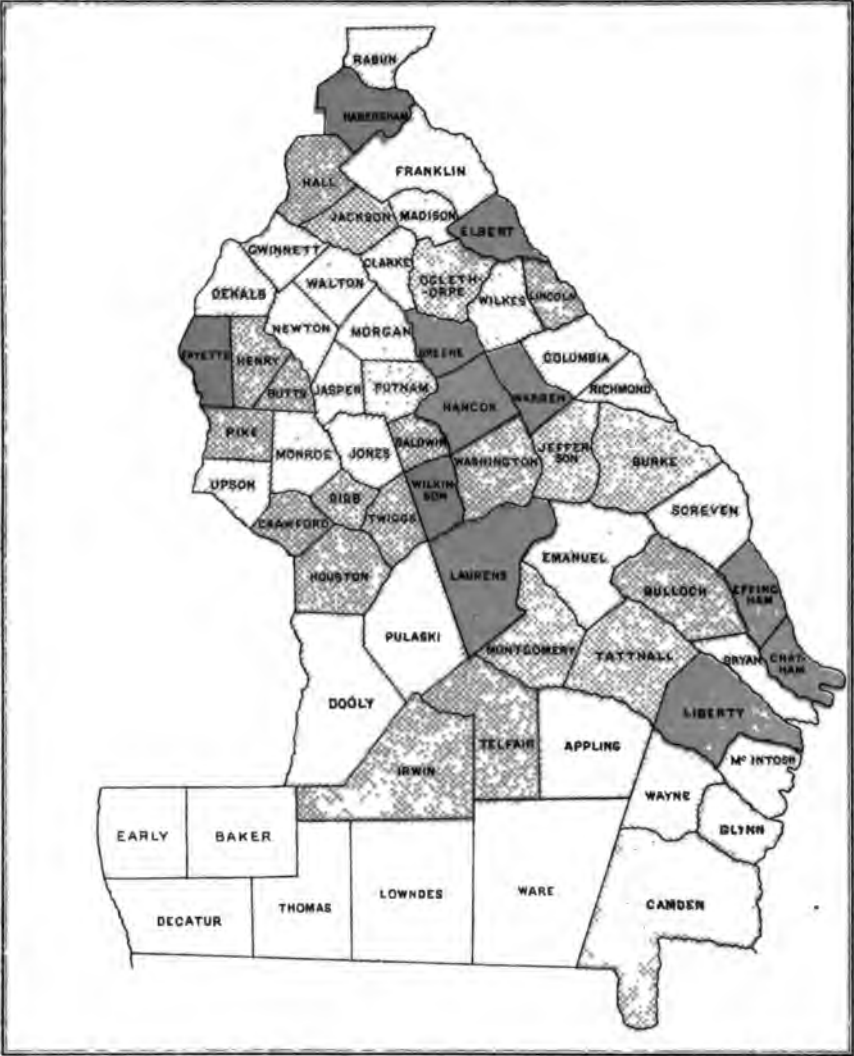 RABUN
HABERSHAM
FRANKLIN
HALL
JACKSON
MADISON
ELBERT
GWINNETT
CLARKE
OGLETH-
ORPE
WALTON
DEKALB
WILKES
LINCOLN
NEWTON
MORGAN
FAYETTE
HENRY
GREENE
COLUMBIA
BUTTS
JASPER
PUTNAM
RICHMOND
WARREN
HANCOK
PIKE
BALDWIN
JEFFER
SON
MONROE
JONES
WASHINGTON
BURKE
UPSON
WILKIN-
SON
BIBB
TWIGGS
CRAWFORD
SCREVEN
EMANUEL
HOUSTON
LAURENS
BULLOCH
EFFING
HAM
PULASKI
MONTGOMERY
TATTNALL
BRYAN
CHAT-
HAM
DOOLY
LIBERTY
TELFAIR
APPLING
IRWIN
Mc INTOSH
WAYNE
GLYNN
EARLY
BAKER
DECATUR
THOMAS
LOWNDES
WARE
CAMDEN